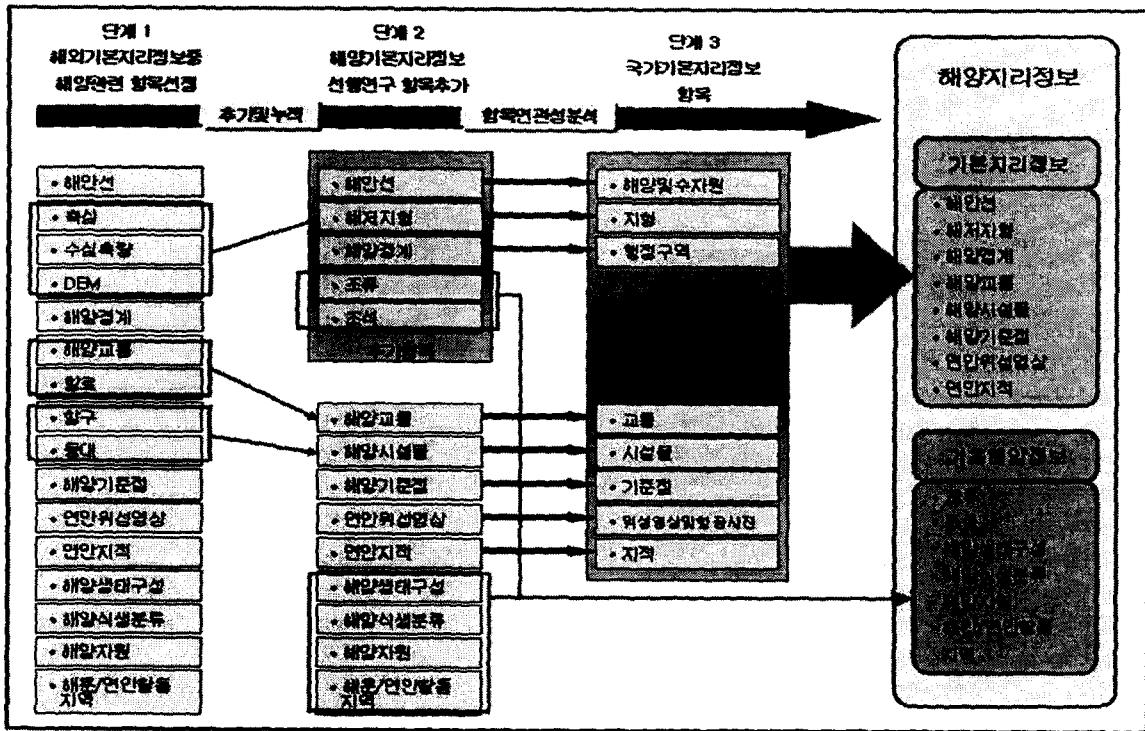 단계 1
해외기본지리정보중
해양관련 항목선정
단계 2
해양기본지리정보
선행연구 항목추가
단계 3
국가기본지리정보
항목
추가및누적
항목연관성분석
• 해안선
• 측심
• 수심측량
• DEM
• 해양경계
• 해양교통
• 항로
• 항구
• 등대
• 해양기준점
• 연안위성영상
• 연안지적
• 해양생태구성
• 해양식생분류
• 해양자원
• 해운/연안활동
지역
• 해안선
• 해저지형
• 해양경계
• 조류
• 조석
• 해양교통
• 해양시설물
• 해양기준점
• 연안위성영상
• 연안지적
• 해양생태구성
• 해양식생분류
• 해양자원
• 해운/연안활동
지역
• 해양및수자원
• 지형
• 행정구역
• 교통
• 시설물
• 기준점
• 위성영상및항공사진
• 지적
해양지리정보
기본지리정보
• 해안선
• 해저지형
• 해양경계
• 해양교통
• 해양시설물
• 해양기준점
• 연안위성영상
• 연안지적